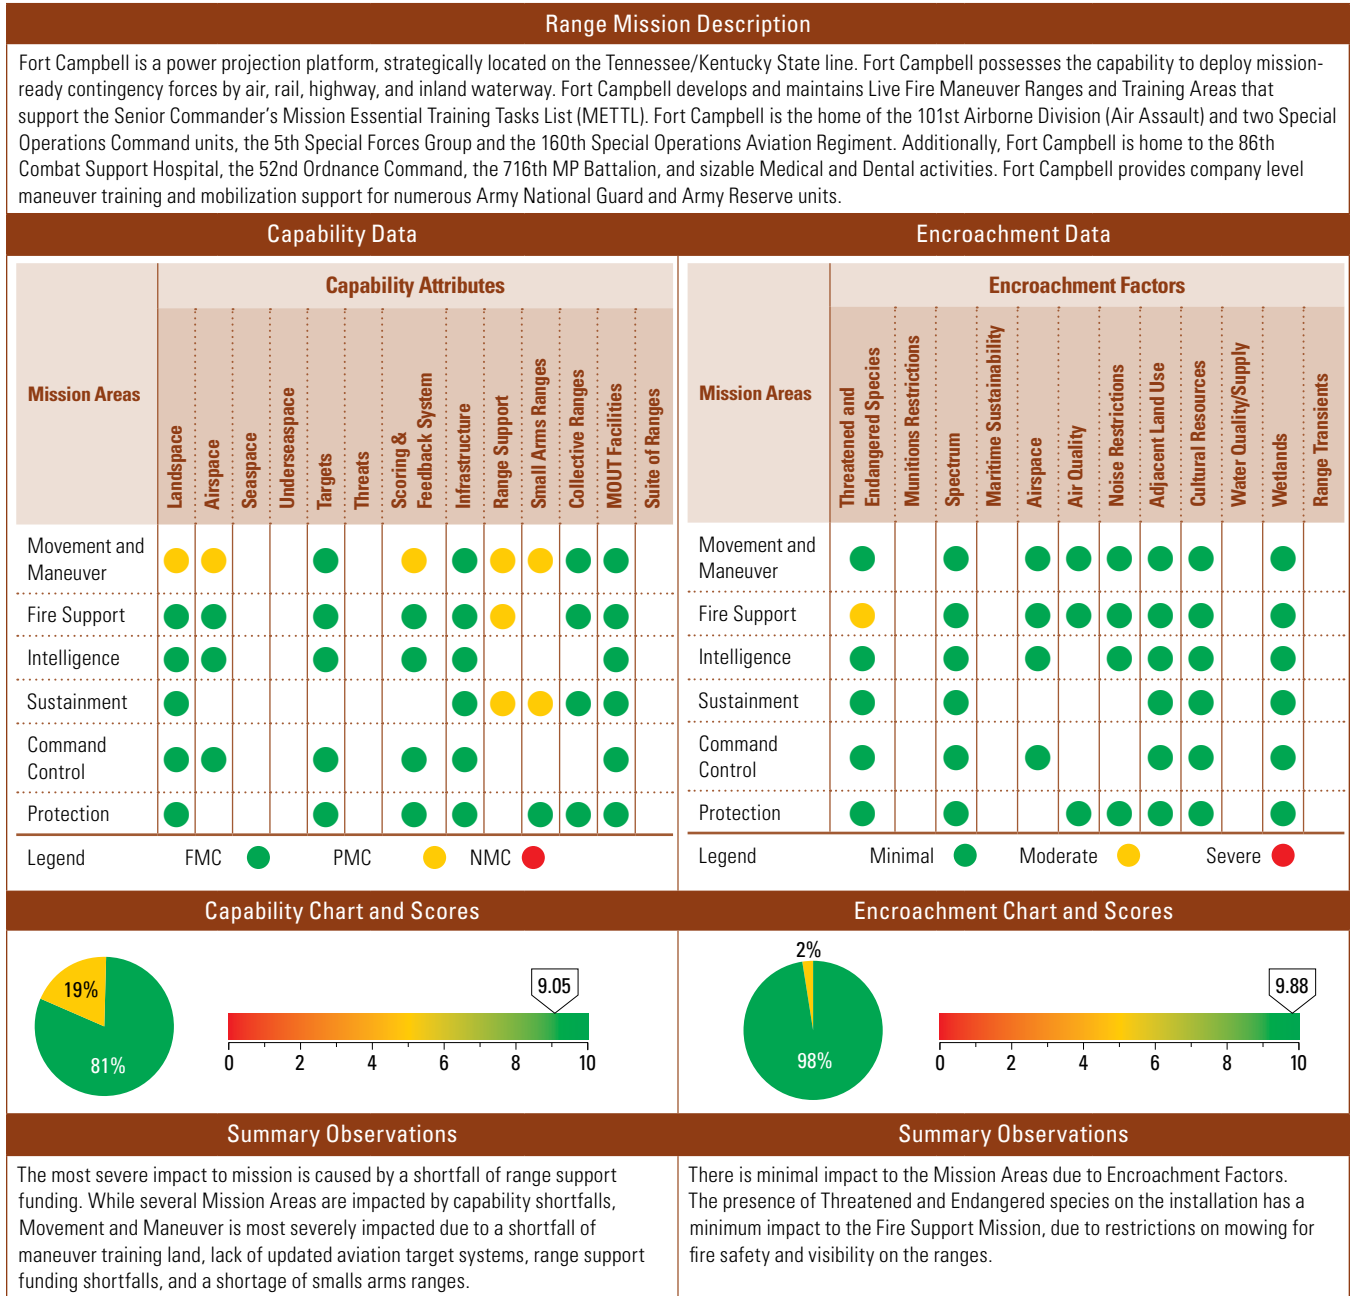 Range Mission Description
Fort Campbell is a power projection platform, strategically located on the Tennessee/Kentucky State line. Fort Campbell possesses the capability to deploy mission-
ready contingency forces by air, rail, highway, and inland waterway. Fort Campbell develops and maintains Live Fire Maneuver Ranges and Training Areas that
support the Senior Commander's Mission Essential Training Tasks List (METTL). Fort Campbell is the home of the 101st Airborne Division (Air Assault) and two Special
Operations Command units, the 5th Special Forces Group and the 160th Special Operations Aviation Regiment. Additionally, Fort Campbell is home to the 86th
Combat Support Hospital, the 52nd Ordnance Command, the 716th MP Battalion, and sizable Medical and Dental activities. Fort Campbell provides company level
maneuver training and mobilization support for numerous Army National Guard and Army Reserve units.
Capability Data
Mission Areas
Capability Attributes
Landspace
Airspace
Seaspace
Underseaspace
Targets
Threats
Scoring &
Feedback System
Infrastructure
Range Support
Small Arms Ranges
Collective Ranges
MOUT Facilities
Suite of Ranges
Movement and
Maneuver
Fire Support
Intelligence
Sustainment
Command
Control
Protection
Legend FMC PMC NMC
Encroachment Data
Mission Areas
Encroachment Factors
Threatened and
Endangered Species
Munitions Restrictions
Spectrum
Maritime Sustainability
Airspace
Air Quality
Noise Restrictions
Adjacent Land Use
Cultural Resources
Water Quality/Supply
Wetlands
Range Transients
Movement and
Maneuver
Fire Support
Intelligence
Sustainment
Command
Control
Protection
Legend Minimal Moderate Severe
Capability Chart and Scores
19%
81%
9.05
0 2 4 6 8 10
Encroachment Chart and Scores
2%
98%
9.88
0 2 4 6 8 10
Summary Observations
The most severe impact to mission is caused by a shortfall of range support
funding. While several Mission Areas are impacted by capability shortfalls,
Movement and Maneuver is most severely impacted due to a shortfall of
maneuver training land, lack of updated aviation target systems, range support
funding shortfalls, and a shortage of smalls arms ranges.
Summary Observations
There is minimal impact to the Mission Areas due to Encroachment Factors.
The presence of Threatened and Endangered species on the installation has a
minimum impact to the Fire Support Mission, due to restrictions on mowing for
fire safety and visibility on the ranges.